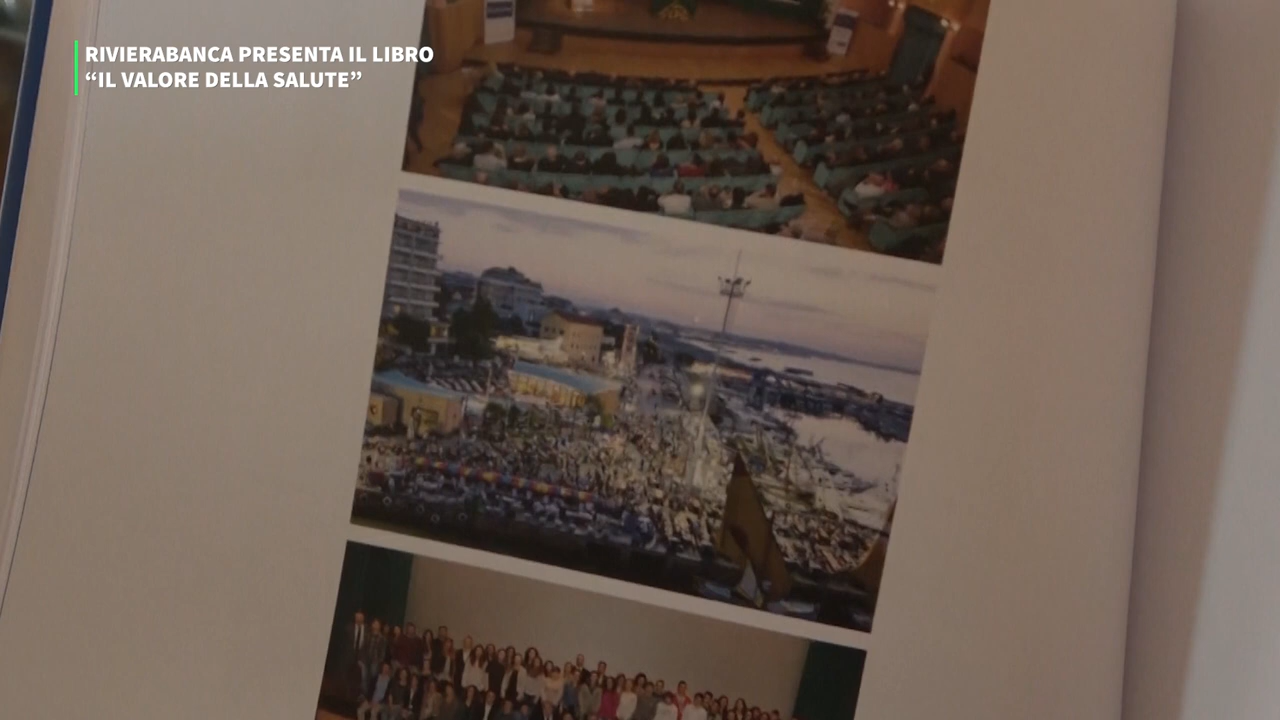 RIVIERABANCA PRESENTA IL LIBRO
“IL VALORE DELLA SALUTE”